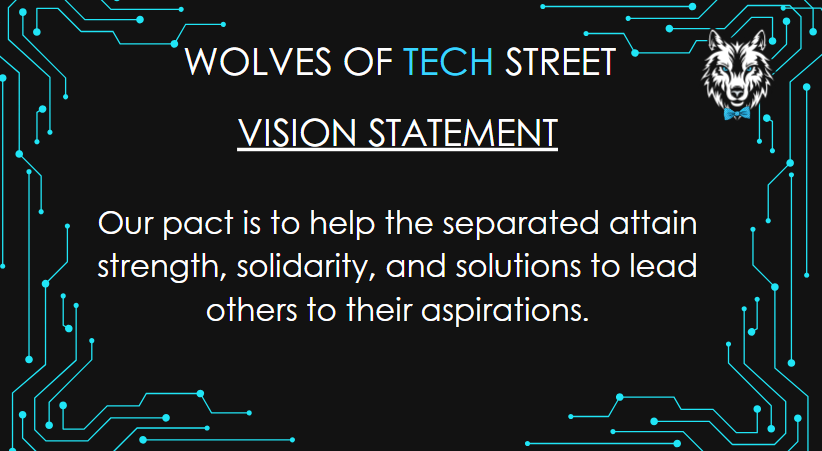 WOLVES OF TECH STREET
VISION STATEMENT
Our pact is to help the separated attain
strength, solidarity, and solutions to lead
others to their aspirations.